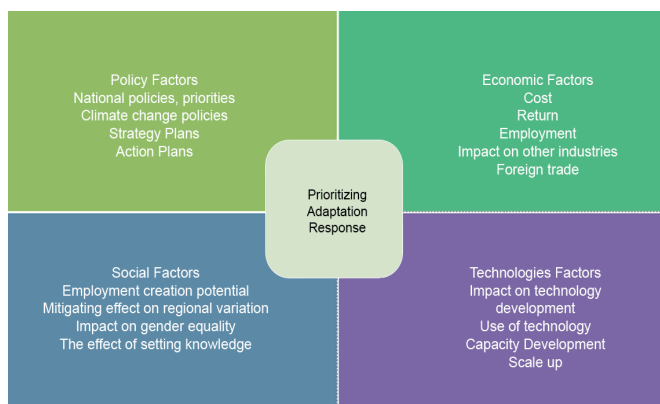 Policy Factors
National policies, priorities
Climate change policies
Strategy Plans
Action Plans
Economic Factors
Cost
Return
Employment
Impact on other industries
Foreign trade
Prioritizing
Adaptation
Response
Social Factors
Employment creation potential
Mitigating effect on regional variation
Impact on gender equality
The effect of setting knowledge
Technologies Factors
Impact on technology
development
Use of technology
Capacity Development
Scale up